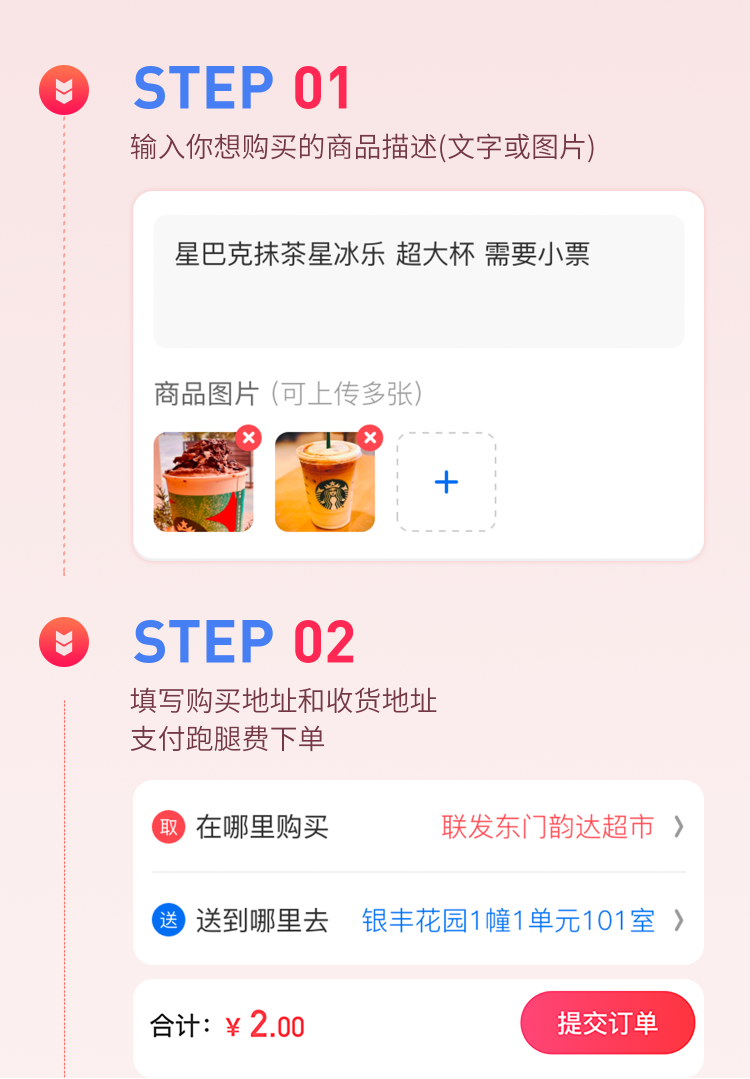 STEP 01
输入你想购买的商品描述(文字或图片)
星巴克抹茶星冰乐 超大杯 需要小票
商品图片 (可上传多张)
STEP 02
填写购买地址和收货地址
支付跑腿费下单
取 在哪里购买 联发东门韵达超市
送 送到哪里去 银丰花园1幢1单元101室
合计: ¥ 2.00 提交订单